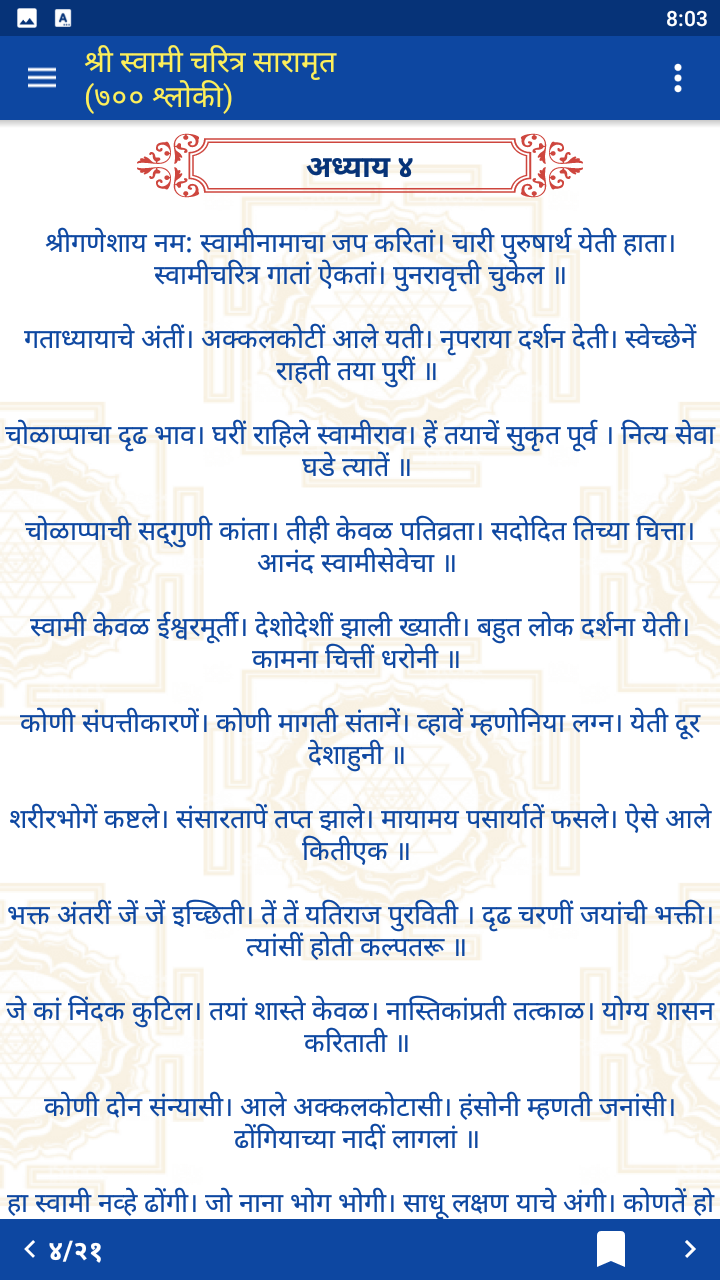 8:03
श्री स्वामी चरित्र सारामृत
(७०० श्लोकी)
अध्याय ४
श्रीगणेशाय नम: स्वामीनामाचा जप करितां। चारी पुरुषार्थ येती हाता।
स्वामीचरित्र गातां ऐकतां। पुनरावृत्ती चुकेल ॥
गताध्यायाचे अंतीं। अक्कलकोटीं आले यती। नृपराया दर्शन देती। स्वेच्छेनें
राहती तया पुरीं ॥
चोळाप्पाचा दृढ भाव। घरीं राहिले स्वामीराव। हें तयाचें सुकृत पूर्व । नित्य सेवा
घडे त्यातें ॥
चोळाप्पाची सद्‌गुणी कांता। तीही केवळ पतिव्रता। सदोदित तिच्या चित्ता।
आनंद स्वामीसेवेचा ॥
स्वामी केवळ ईश्वरमूर्ती। देशोदेशीं झाली ख्याती। बहुत लोक दर्शना येती।
कामना चित्तीं धरोनी ॥
कोणी संपत्तीकारणें। कोणी मागती संतानें। व्हावें म्हणोनिया लग्न। येती दूर
देशाहुनी ॥
शरीरभोगें कष्टले। संसारतापें तप्त झाले। मायामय पसार्यातें फसले। ऐसे आले
कितीएक ॥
भक्त अंतरीं जें जें इच्छिती। तें तें यतिराज पुरविती । दृढ चरणीं जयांची भक्ती।
त्यांसीं होती कल्पतरू ॥
जे कां निंदक कुटिल। तयां शास्ते केवळ। नास्तिकांप्रती तत्काळ। योग्य शासन
करिताती ॥
कोणी दोन संन्यासी। आले अक्कलकोटासी। हंसोनी म्हणती जनांसी।
ढोंगियाच्या नादीं लागलां ॥
हा स्वामी नव्हे ढोंगी। जो नाना भोग भोगी। साधू लक्षण याचे अंगी। कोणतें हो
४/२१